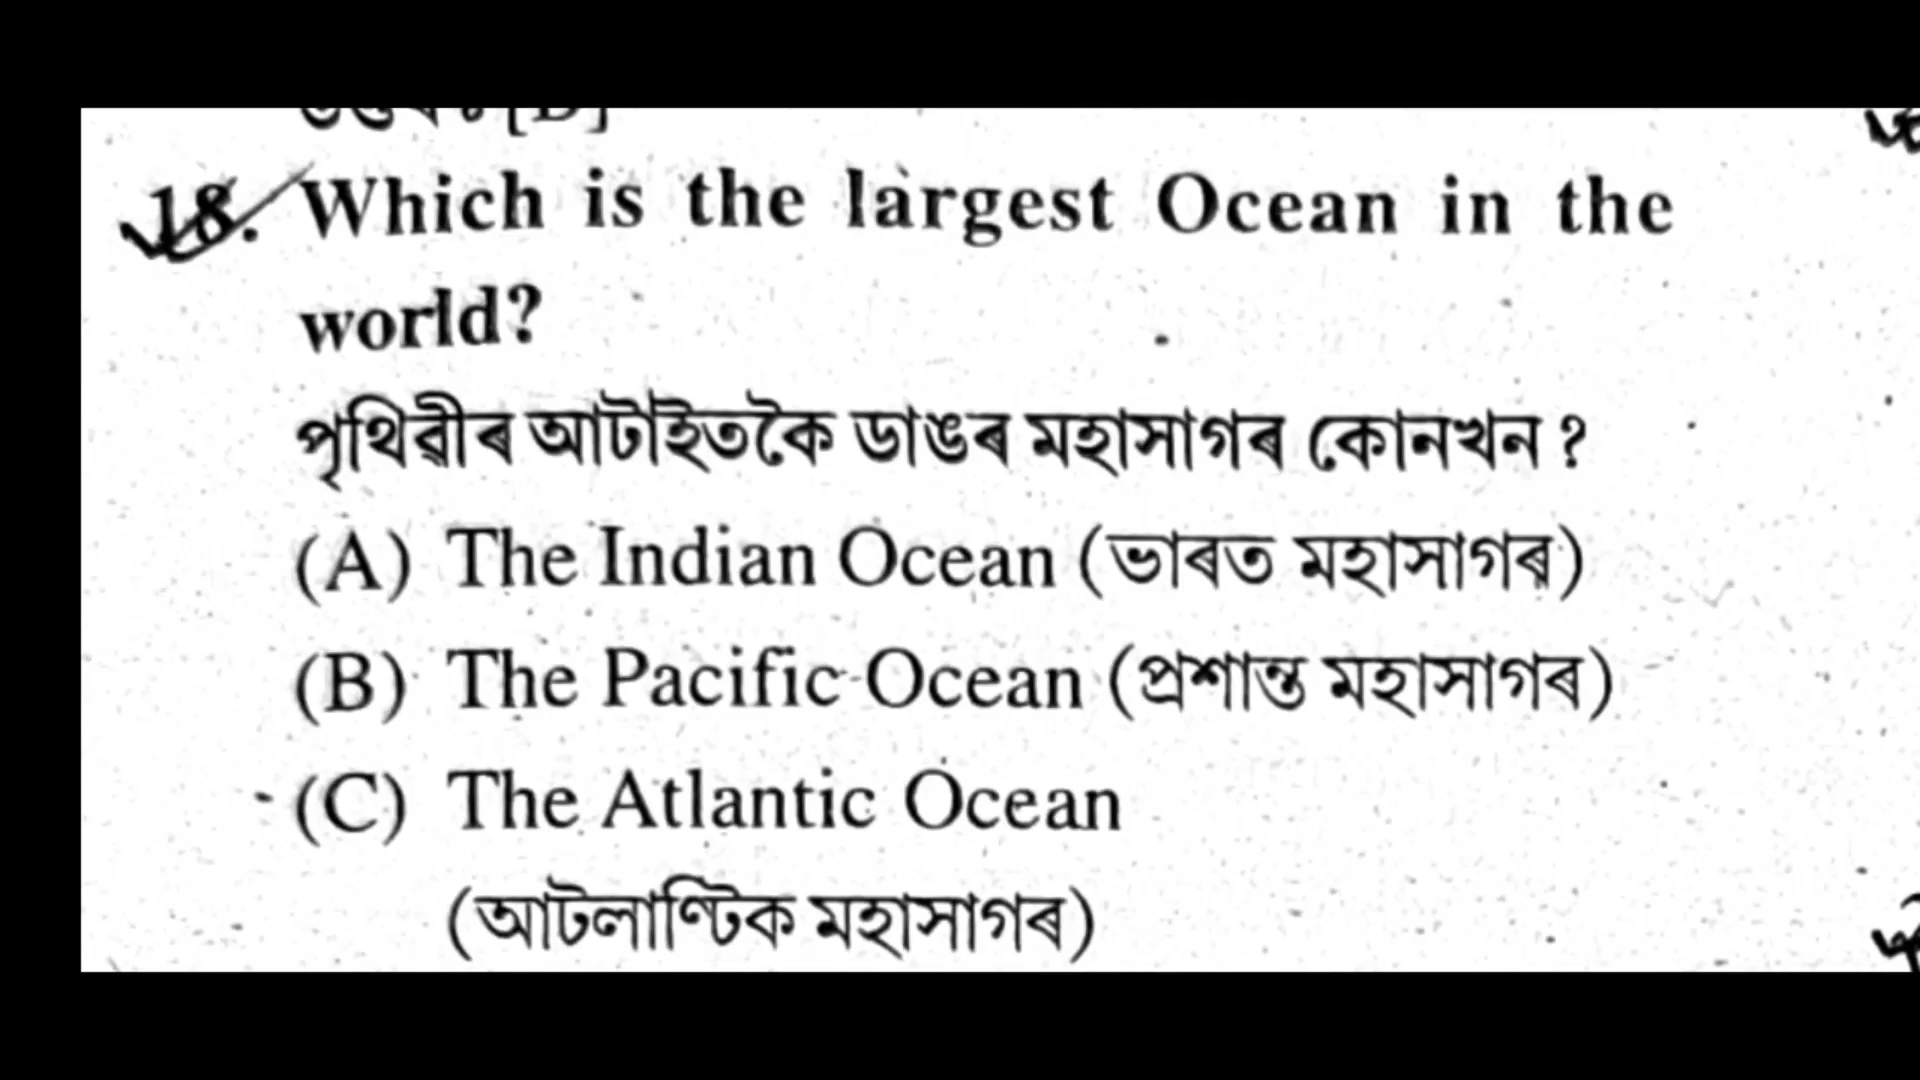 18. Which is the largest Ocean in the
world?
পৃথিৱীৰ আটাইতকৈ ডাঙৰ মহাসাগৰ কোনখন ?
(A) The Indian Ocean (ভাৰত মহাসাগৰ)
(B) The Pacific Ocean (প্ৰশান্ত মহাসাগৰ)
(C) The Atlantic Ocean
(আটলাণ্টিক মহাসাগৰ)